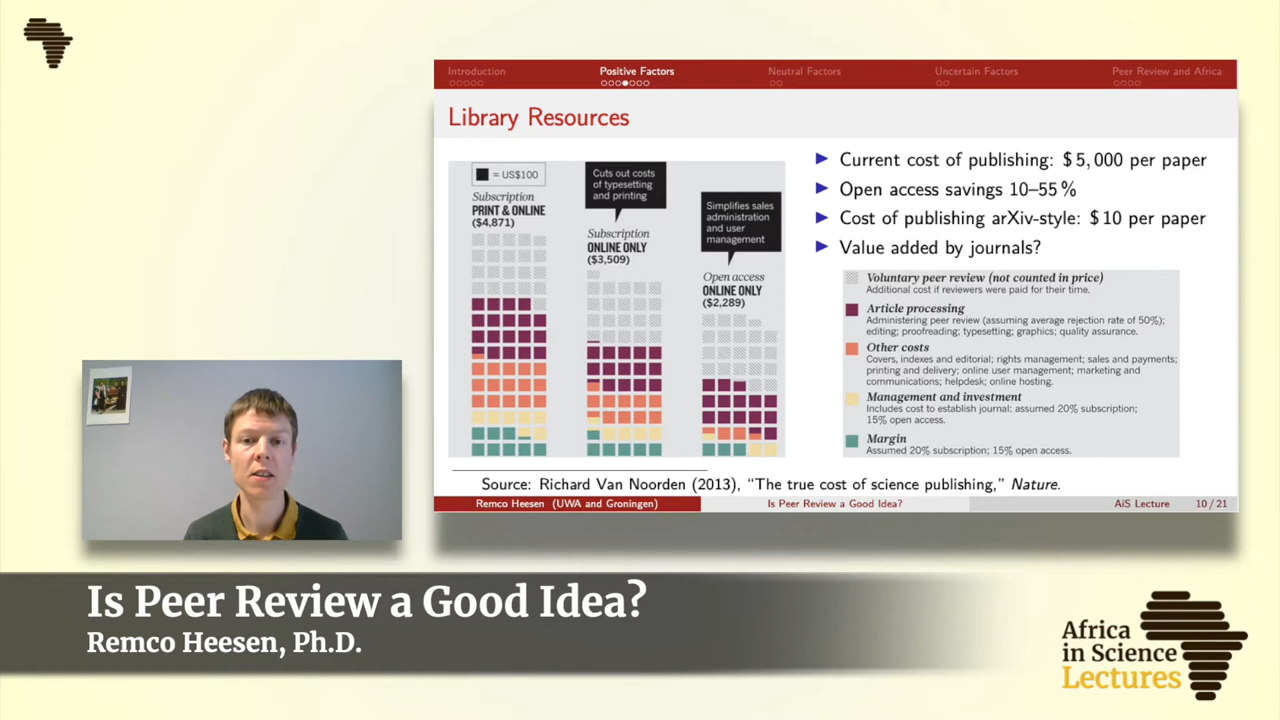 Introduction
Positive Factors
Neutral Factors
Uncertain Factors
Peer Review and Africa
Library Resources
= US$100
Subscription
PRINT & ONLINE
($4,871)
Cuts out costs
of typesetting
and printing
Subscription
ONLINE ONLY
($3,509)
Simplifies sales
administration
and user
management
Open access
ONLINE ONLY
($2,289)
▶ Current cost of publishing: $5,000 per paper
▶ Open access savings 10–55%
▶ Cost of publishing arXiv-style: $10 per paper
▶ Value added by journals?
Voluntary peer review (not counted in price)
Additional cost if reviewers were paid for their time.
Article processing
Administering peer review (assuming average rejection rate of 50%);
editing; proofreading; typesetting; graphics; quality assurance.
Other costs
Covers, indexes and editorial; rights management; sales and payments;
printing and delivery; online user management; marketing and
communications; helpdesk; online hosting.
Management and investment
Includes cost to establish journal: assumed 20% subscription;
15% open access.
Margin
Assumed 20% subscription; 15% open access.
Source: Richard Van Noorden (2013), “The true cost of science publishing,” Nature.
Remco Heesen (UWA and Groningen)
Is Peer Review a Good Idea?
AiS Lecture
10 / 21
Is Peer Review a Good Idea?
Remco Heesen, Ph.D.
Africa
in Science
Lectures